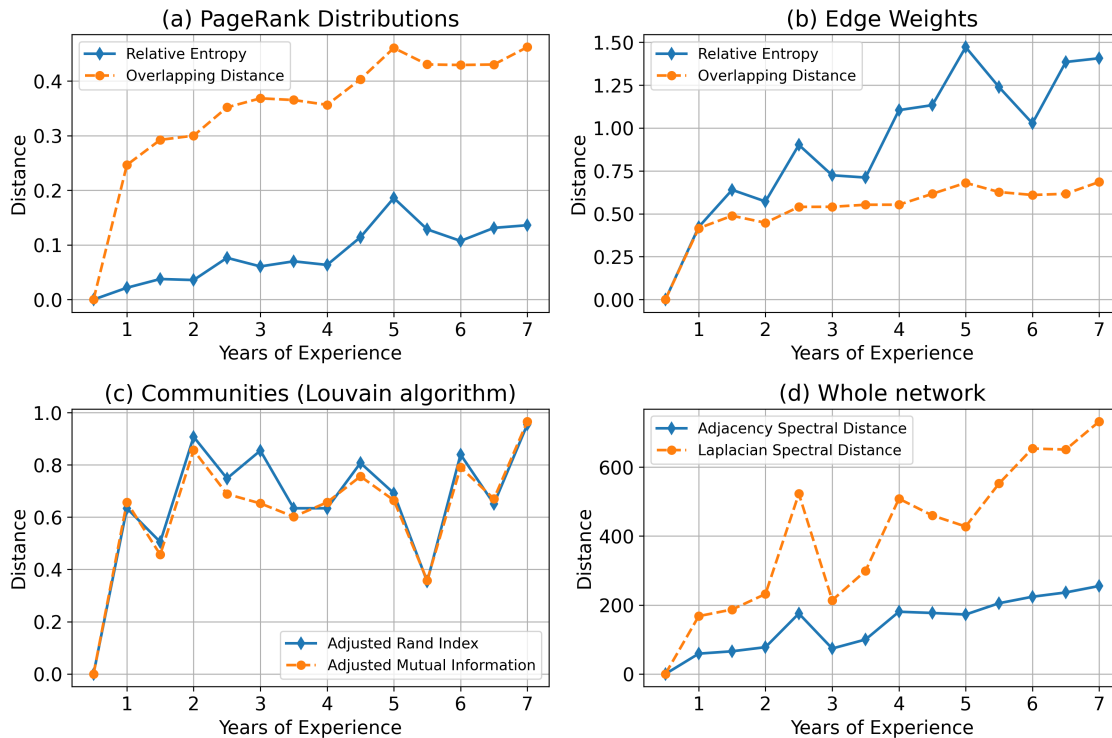 (a) PageRank Distributions
Relative Entropy
Overlapping Distance
Distance
0.4
0.3
0.2
0.1
0.0
1 2 3 4 5 6 7
Years of Experience
(b) Edge Weights
Relative Entropy
Overlapping Distance
Distance
1.50
1.25
1.00
0.75
0.50
0.25
0.00
1 2 3 4 5 6 7
Years of Experience
(c) Communities (Louvain algorithm)
Distance
1.0
0.8
0.6
0.4
0.2
0.0
Adjusted Rand Index
Adjusted Mutual Information
1 2 3 4 5 6 7
Years of Experience
(d) Whole network
Adjacency Spectral Distance
Laplacian Spectral Distance
Distance
600
400
200
0
1 2 3 4 5 6 7
Years of Experience